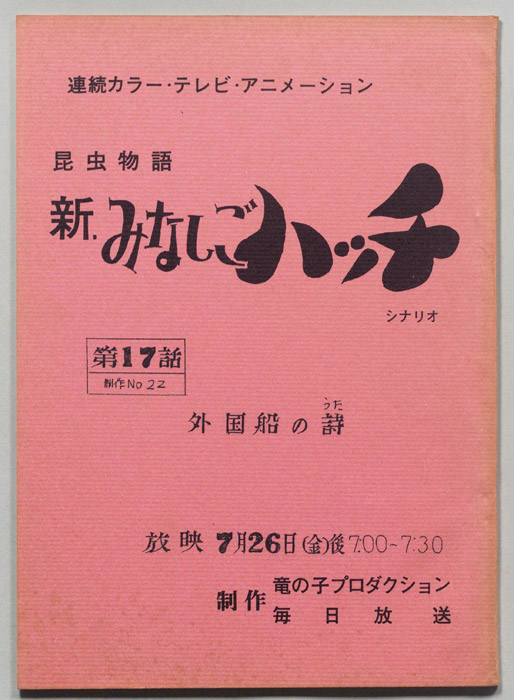 連続カラー・テレビ・アニメーション
昆虫物語
新.みなしごハッチ
シナリオ
第17話
制作No22
うた
外国船の詩
放映7月26日(金)後7:00~7:30
制作 竜の子プロダクション
毎日放送